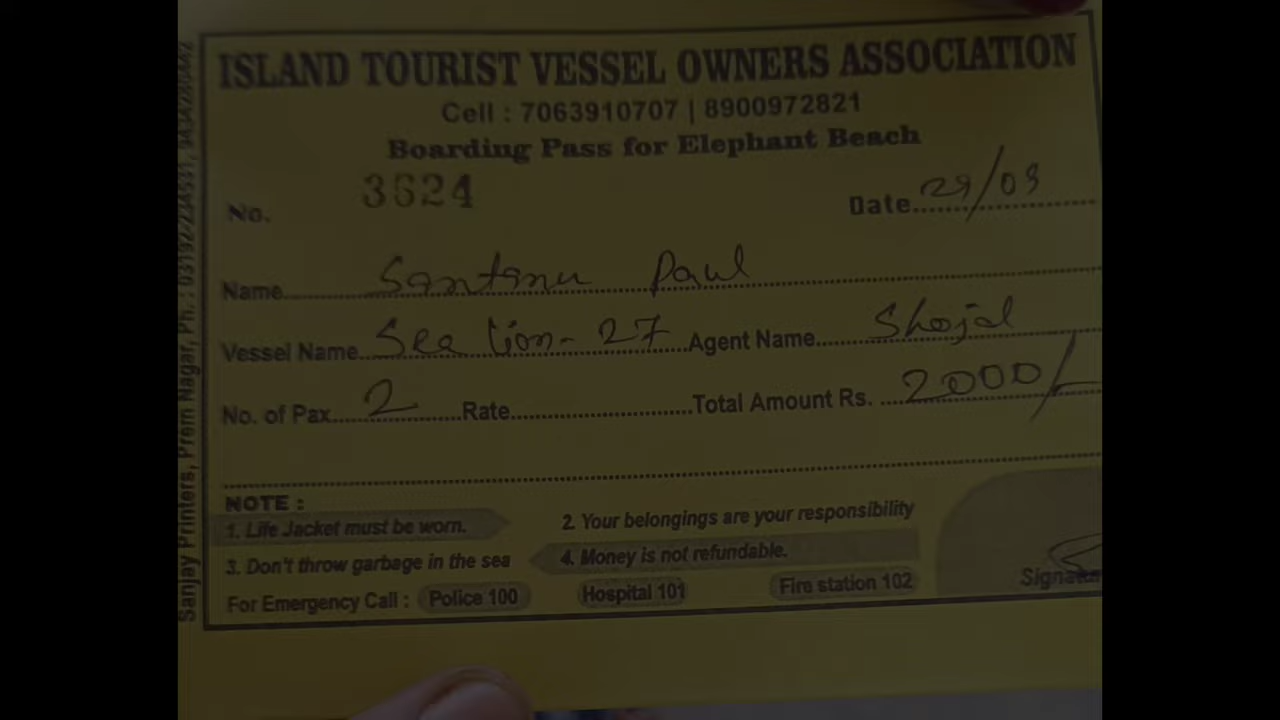 ISLAND TOURIST VESSEL OWNERS ASSOCIATION
Cell : 7063910707 | 8900972821
Boarding Pass for Elephant Beach
No. 3624 Date 29/03
Name Santanu Paul
Vessel Name Sea lion-27 Agent Name Shojal
No. of Pax 2 Rate Total Amount Rs. 2000/-
NOTE :
1. Life Jacket must be worn. 2. Your belongings are your responsibility
3. Don't throw garbage in the sea 4. Money is not refundable.
For Emergency Call : Police 100 Hospital 101 Fire station 102
Sanjay Printers, Prem Nagar, Ph. :